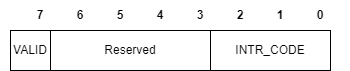 7 6 5 4 3 2 1 0
VALID Reserved INTR_CODE